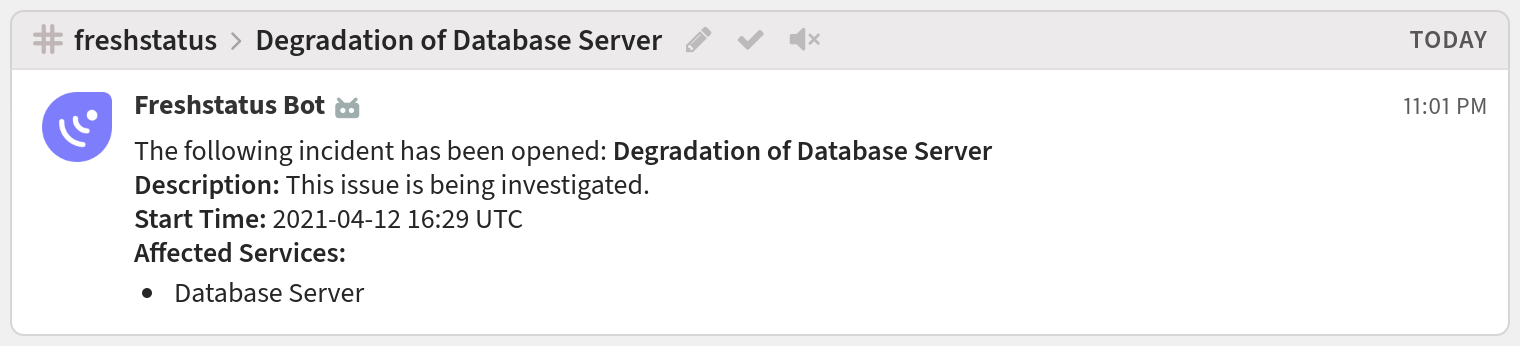 freshstatus > Degradation of Database Server TODAY
Freshstatus Bot 11:01 PM
The following incident has been opened: Degradation of Database Server
Description: This issue is being investigated.
Start Time: 2021-04-12 16:29 UTC
Affected Services:
• Database Server